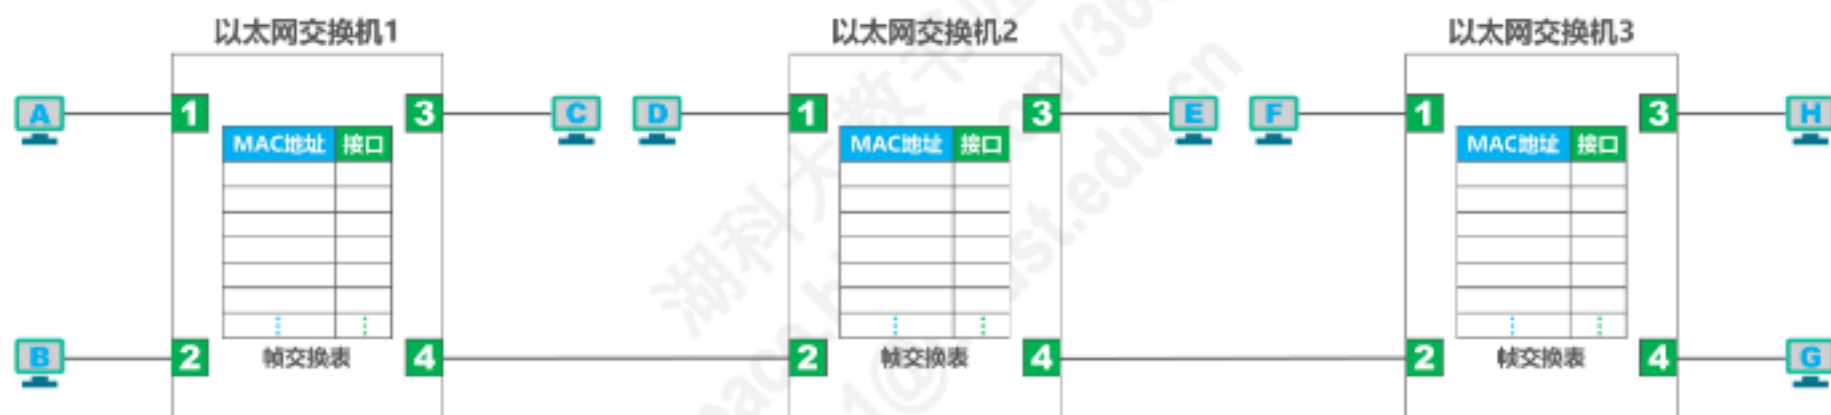 以太网交换机1 以太网交换机2 以太网交换机3
A 1 3 C D 1 3 E F 1 3 H
MAC地址 接口 MAC地址 接口 MAC地址 接口
B 2 帧交换表 4 2 帧交换表 4 2 帧交换表 4 G